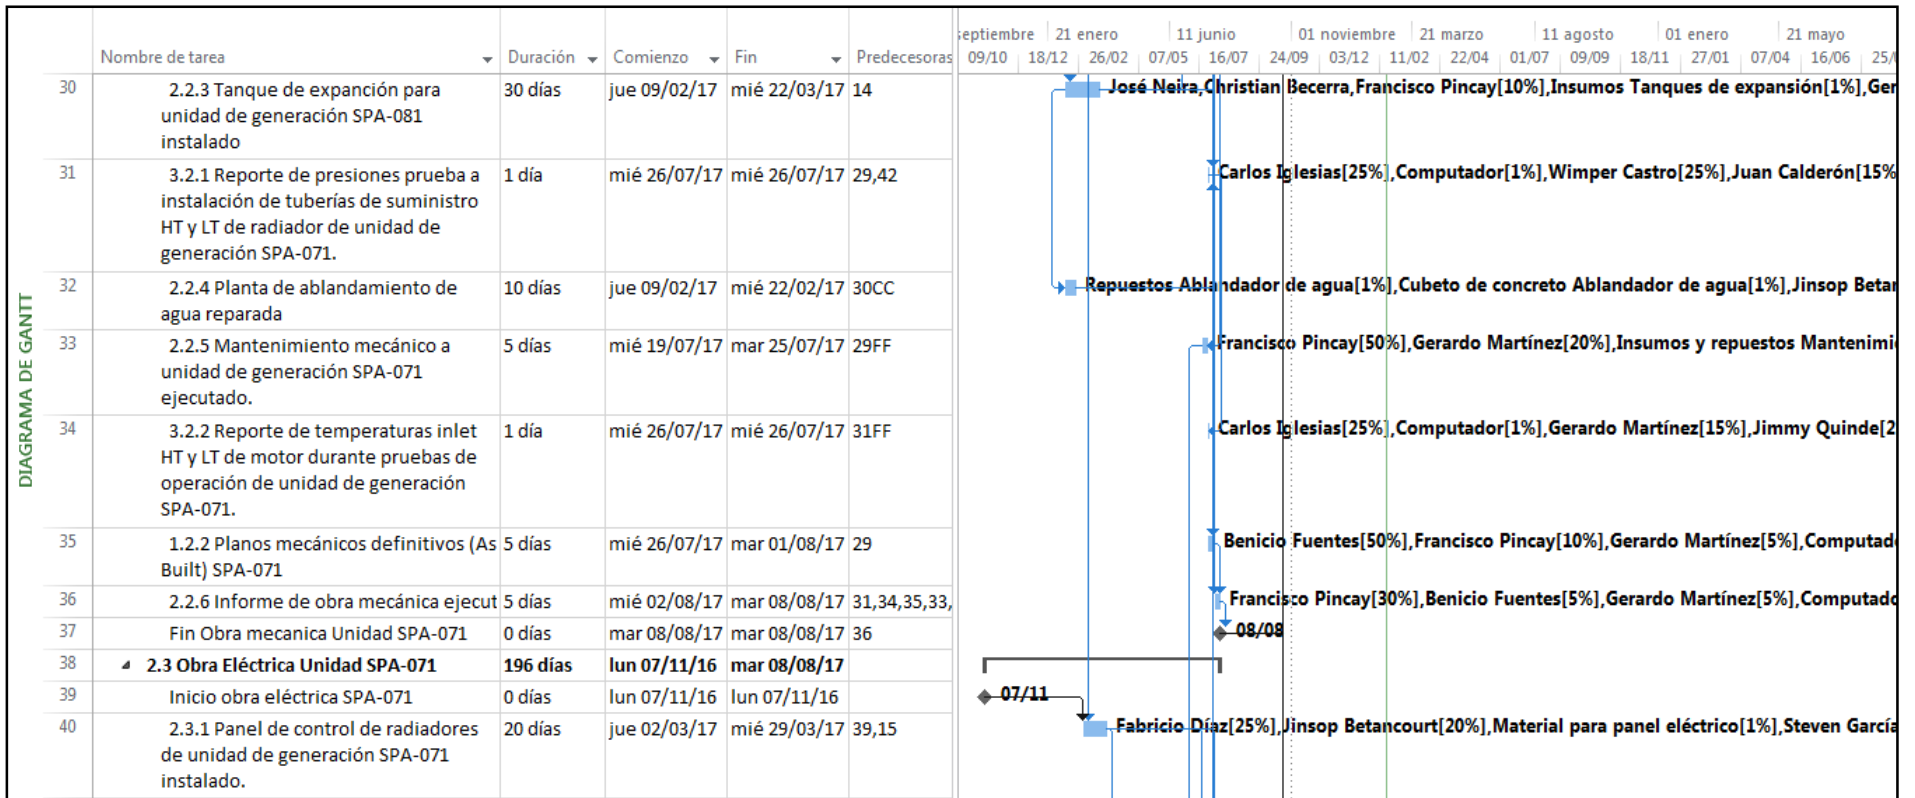 DIAGRAMA DE GANTT
Nombre de tarea Duración Comienzo Fin Predecesoras
septiembre 21 enero 11 junio 01 noviembre 21 marzo 11 agosto 01 enero 21 mayo
09/10 18/12 26/02 07/05 16/07 24/09 03/12 11/02 22/04 01/07 09/09 18/11 27/01 07/04 16/06
30 2.2.3 Tanque de expanción para 30 días jue 09/02/17 mié 22/03/17 14 José Neira,Christian Becerra,Francisco Pincay[10%],Insumos Tanques de expansión[1%],Ger
unidad de generación SPA-081
instalado
31 3.2.1 Reporte de presiones prueba a 1 día mié 26/07/17 mié 26/07/17 29,42 Carlos Iglesias[25%],Computador[1%],Wimper Castro[25%],Juan Calderón[15%
instalación de tuberías de suministro
HT y LT de radiador de unidad de
generación SPA-071.
32 2.2.4 Planta de ablandamiento de 10 días jue 09/02/17 mié 22/02/17 30CC Repuestos Ablandador de agua[1%],Cubeto de concreto Ablandador de agua[1%],Jinsop Betar
agua reparada
33 2.2.5 Mantenimiento mecánico a 5 días mié 19/07/17 mar 25/07/17 29FF Francisco Pincay[50%],Gerardo Martínez[20%],Insumos y repuestos Mantenimi
unidad de generación SPA-071
ejecutado.
34 3.2.2 Reporte de temperaturas inlet 1 día mié 26/07/17 mié 26/07/17 31FF Carlos Iglesias[25%],Computador[1%],Gerardo Martínez[15%],Jimmy Quinde[2
HT y LT de motor durante pruebas de
operación de unidad de generación
SPA-071.
35 1.2.2 Planos mecánicos definitivos (As 5 días mié 26/07/17 mar 01/08/17 29 Benicio Fuentes[50%],Francisco Pincay[10%],Gerardo Martínez[5%],Computad
Built) SPA-071
36 2.2.6 Informe de obra mecánica ejecut 5 días mié 02/08/17 mar 08/08/17 31,34,35,33, Francisco Pincay[30%],Benicio Fuentes[5%],Gerardo Martínez[5%],Computad
37 Fin Obra mecanica Unidad SPA-071 0 días mar 08/08/17 mar 08/08/17 36 08/08
38 2.3 Obra Eléctrica Unidad SPA-071 196 días lun 07/11/16 mar 08/08/17
39 Inicio obra eléctrica SPA-071 0 días lun 07/11/16 lun 07/11/16 07/11
40 2.3.1 Panel de control de radiadores 20 días jue 02/03/17 mié 29/03/17 39,15 Fabricio Díaz[25%],Jinsop Betancourt[20%],Material para panel eléctrico[1%],Steven García
de unidad de generación SPA-071
instalado.